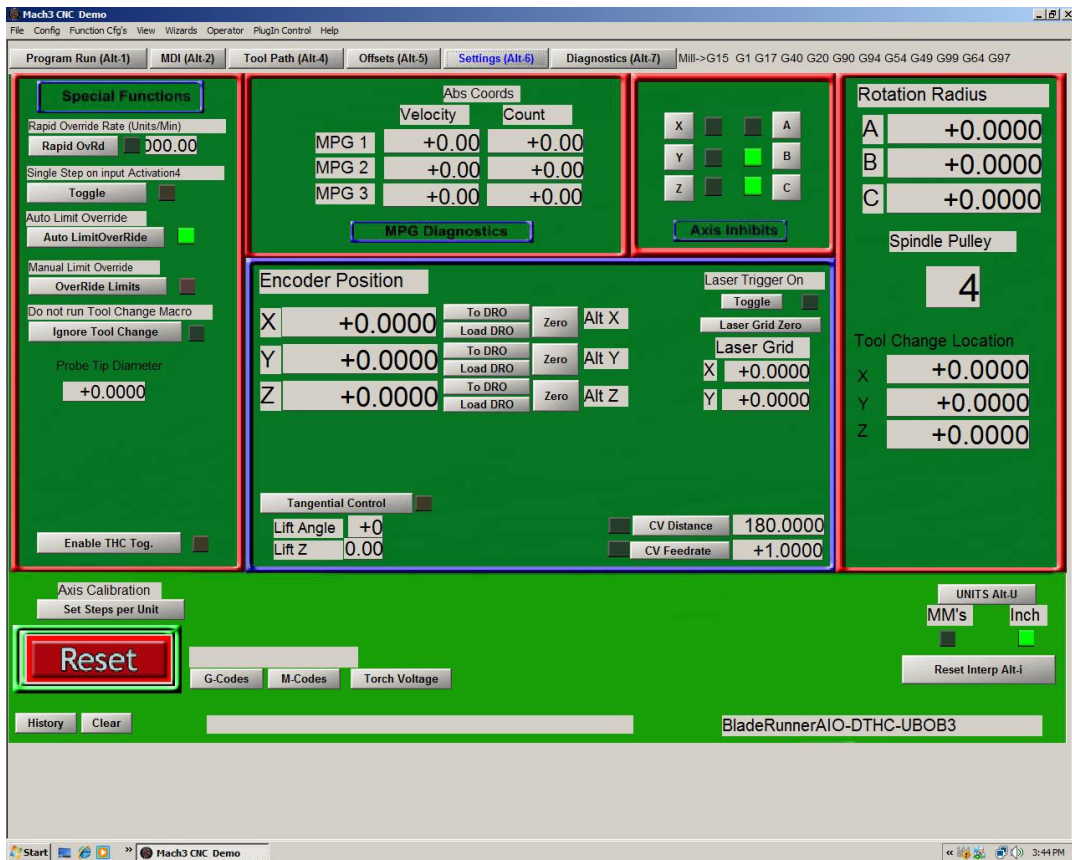 Mach3 CNC Demo
File Config Function Cfg's View Wizards Operator PlugIn Control Help
Program Run (Alt-1) MDI (Alt-2) Tool Path (Alt-4) Offsets (Alt-5) Settings (Alt-6) Diagnostics (Alt-7) Mill->G15 G1 G17 G40 G20 G90 G94 G54 G49 G99 G64 G97
Special Functions
Rapid Override Rate (Units/Min)
Rapid OvRd 000.00
Single Step on input Activation4
Toggle
Auto Limit Override
Auto LimitOverRide
Manual Limit Override
OverRide Limits
Do not run Tool Change Macro
Ignore Tool Change
Probe Tip Diameter
+0.0000
Enable THC Tog.
Abs Coords
Velocity Count
MPG 1 +0.00 +0.00
MPG 2 +0.00 +0.00
MPG 3 +0.00 +0.00
MPG Diagnostics
X A
Y B
Z C
Axis Inhibits
Encoder Position
X +0.0000 To DRO Load DRO Zero Alt X
Y +0.0000 To DRO Load DRO Zero Alt Y
Z +0.0000 To DRO Load DRO Zero Alt Z
Laser Trigger On
Toggle
Laser Grid Zero
Laser Grid
X +0.0000
Y +0.0000
Tangential Control
Lift Angle +0
Lift Z 0.00
CV Distance 180.0000
CV Feedrate +1.0000
Rotation Radius
A +0.0000
B +0.0000
C +0.0000
Spindle Pulley
4
Tool Change Location
X +0.0000
Y +0.0000
Z +0.0000
Axis Calibration
Set Steps per Unit
Reset
G-Codes M-Codes Torch Voltage
UNITS Alt-U
MM's Inch
Reset Interp Alt-i
History Clear
BladeRunnerAIO-DTHC-UBOB3
Start » Mach3 CNC Demo « 3:44 PM